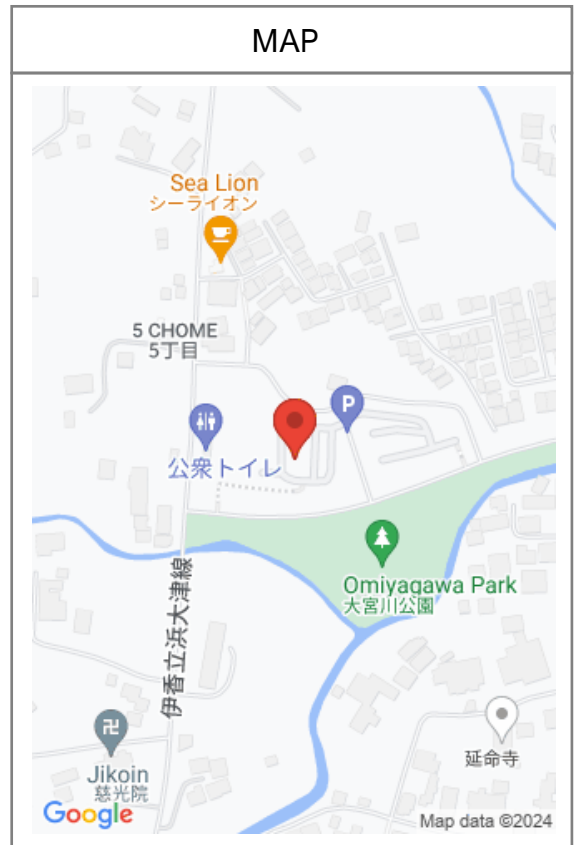 MAP
Sea Lion
シーライオン
5 CHOME
5丁目
P
公衆トイレ
Omiyagawa Park
大宮川公園
伊香立浜大津線
卍
Jikoin
慈光院
延命寺
Google
Map data ©2024